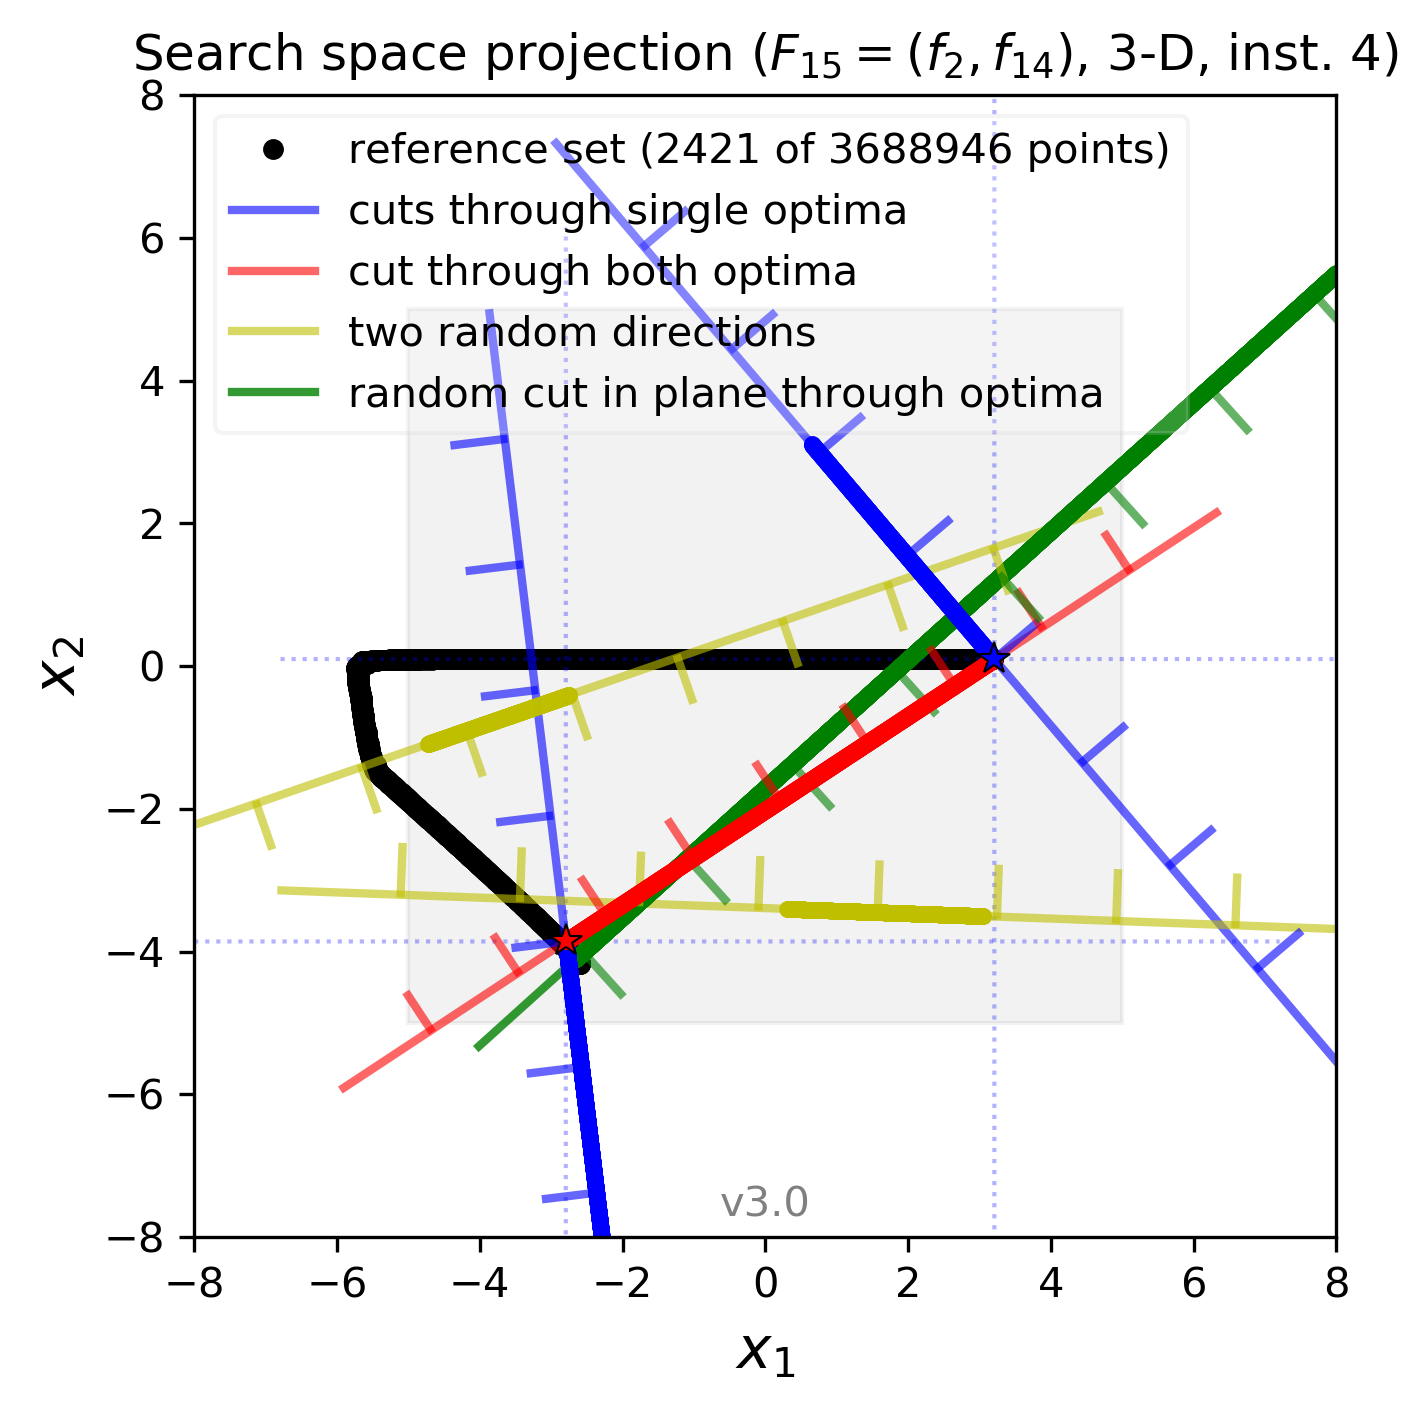 Search space projection (F15 = (f2, f14), 3-D, inst. 4)
reference set (2421 of 3688946 points)
cuts through single optima
cut through both optima
two random directions
random cut in plane through optima
8
6
4
2
0
−2
−4
−6
−8
x2
v3.0
−8 −6 −4 −2 0 2 4 6 8
x1